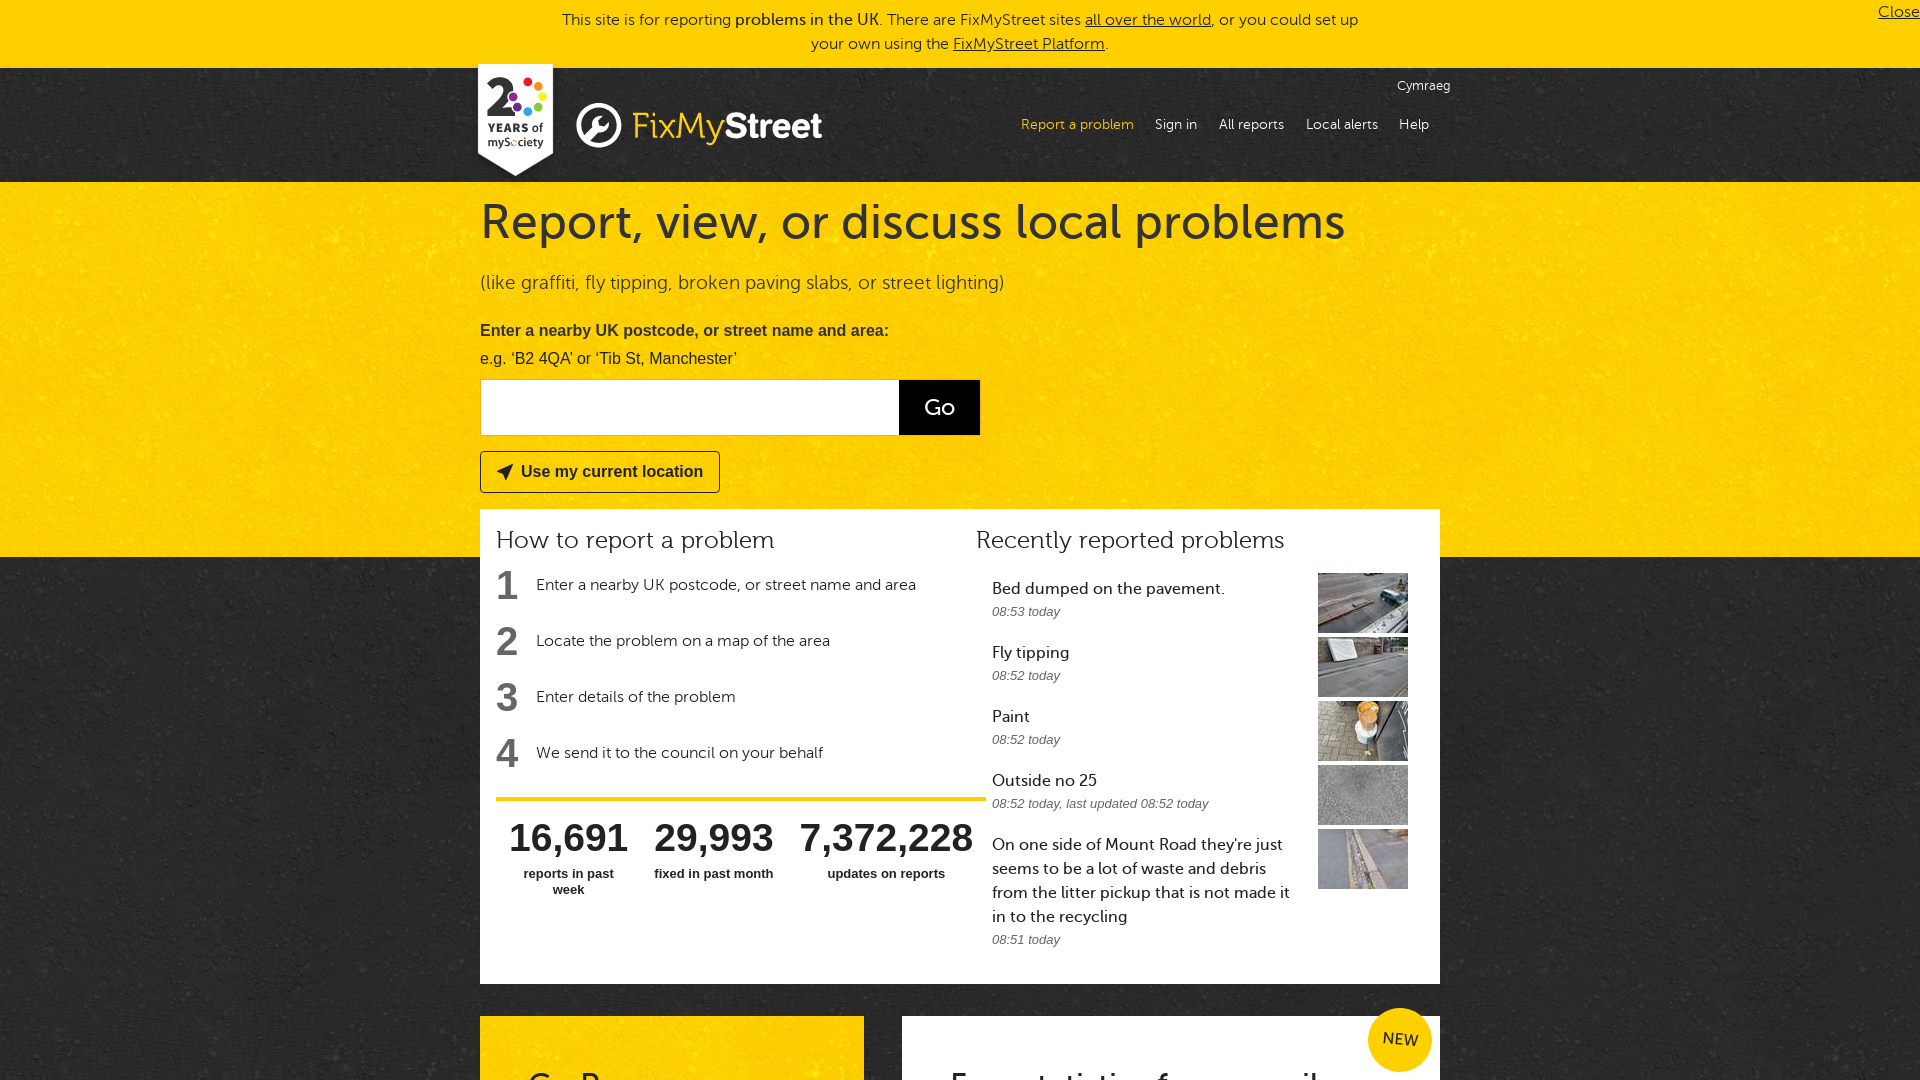 This site is for reporting problems in the UK. There are FixMyStreet sites all over the world, or you could set up
your own using the FixMyStreet Platform.
Close
20
YEARS of
mySociety
FixMyStreet
Cymraeg
Report a problem
Sign in
All reports
Local alerts
Help
Report, view, or discuss local problems
(like graffiti, fly tipping, broken paving slabs, or street lighting)
Enter a nearby UK postcode, or street name and area:
e.g. ‘B2 4QA’ or ‘Tib St, Manchester’
Go
Use my current location
How to report a problem
1 Enter a nearby UK postcode, or street name and area
2 Locate the problem on a map of the area
3 Enter details of the problem
4 We send it to the council on your behalf
16,691
reports in past
week
29,993
fixed in past month
7,372,228
updates on reports
Recently reported problems
Bed dumped on the pavement.
08:53 today
Fly tipping
08:52 today
Paint
08:52 today
Outside no 25
08:52 today, last updated 08:52 today
On one side of Mount Road they're just
seems to be a lot of waste and debris
from the litter pickup that is not made it
in to the recycling
08:51 today
NEW